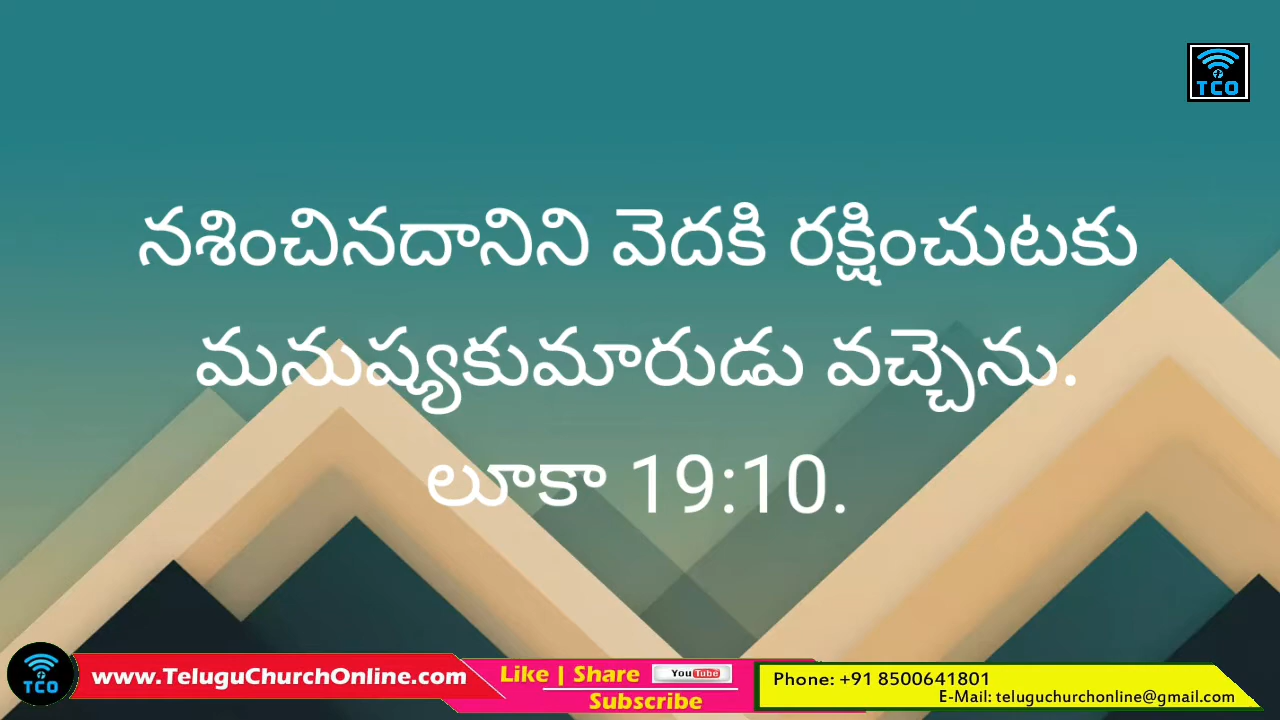 TCO
నశించినదానిని వెదకి రక్షించుటకు
మనుష్యకుమారుడు వచ్చెను.
లూకా 19:10.
TCO
www.TeluguChurchOnline.com
Like | Share YouTube
Subscribe
Phone: +91 8500641801
E-Mail: teluguchurchonline@gmail.com